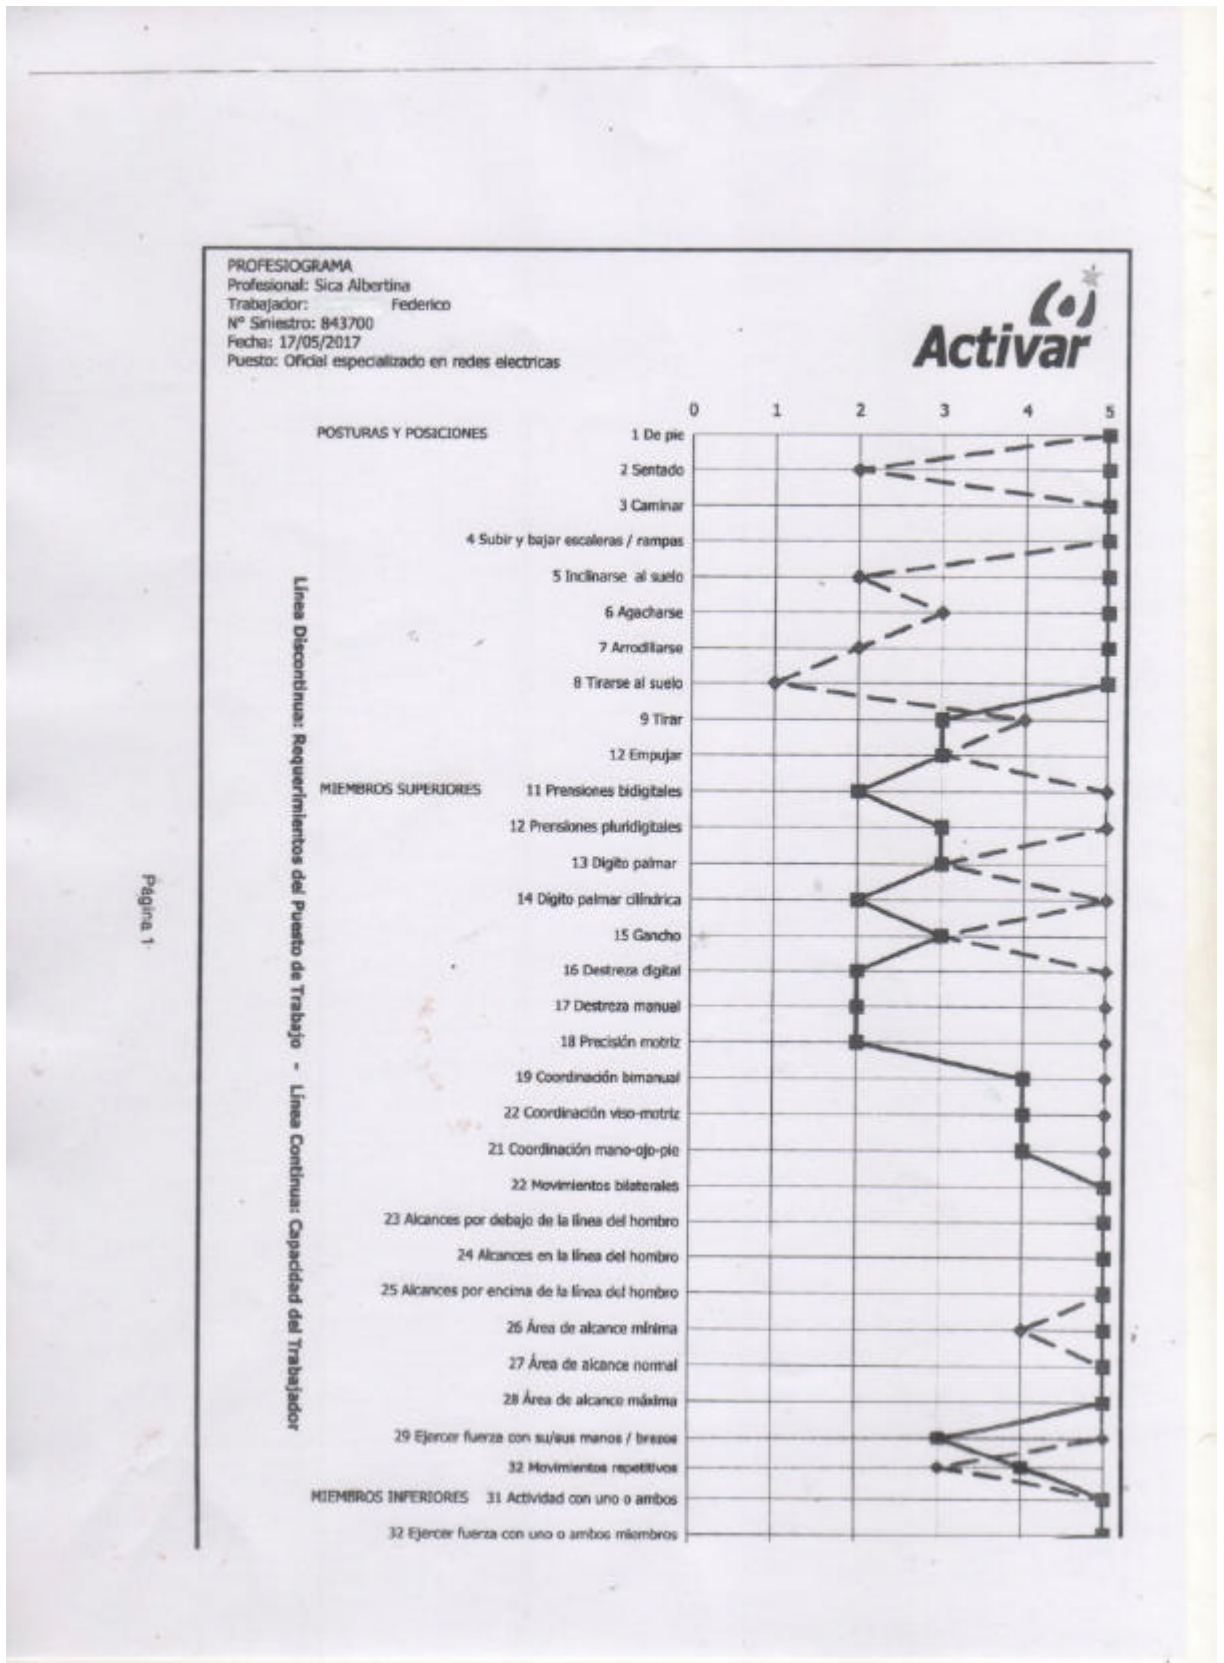 PROFESIOGRAMA
Profesional: Sica Albertina
Trabajador: Federico
Nº Siniestro: 843700
Fecha: 17/05/2017
Puesto: Oficial especializado en redes electricas
Activar
0 1 2 3 4 5
POSTURAS Y POSICIONES 1 De pie
2 Sentado
3 Caminar
4 Subir y bajar escaleras / rampas
5 Inclinarse al suelo
6 Agacharse
7 Arrodillarse
8 Tirarse al suelo
9 Tirar
12 Empujar
MIEMBROS SUPERIORES 11 Prensiones bidigitales
12 Prensiones pluridigitales
13 Digito palmar
14 Digito palmar cilíndrica
15 Gancho
16 Destreza digital
17 Destreza manual
18 Precisión motriz
19 Coordinación bimanual
22 Coordinación viso-motriz
21 Coordinación mano-ojo-pie
22 Movimientos bilaterales
23 Alcances por debajo de la línea del hombro
24 Alcances en la línea del hombro
25 Alcances por encima de la línea del hombro
26 Área de alcance mínima
27 Área de alcance normal
28 Área de alcance máxima
29 Ejercer fuerza con su/sus manos / brazos
32 Movimientos repetitivos
MIEMBROS INFERIORES 31 Actividad con uno o ambos
32 Ejercer fuerza con uno o ambos miembros
Línea Discontinua: Requerimientos del Puesto de Trabajo - Línea Continua: Capacidad del Trabajador
Página 1